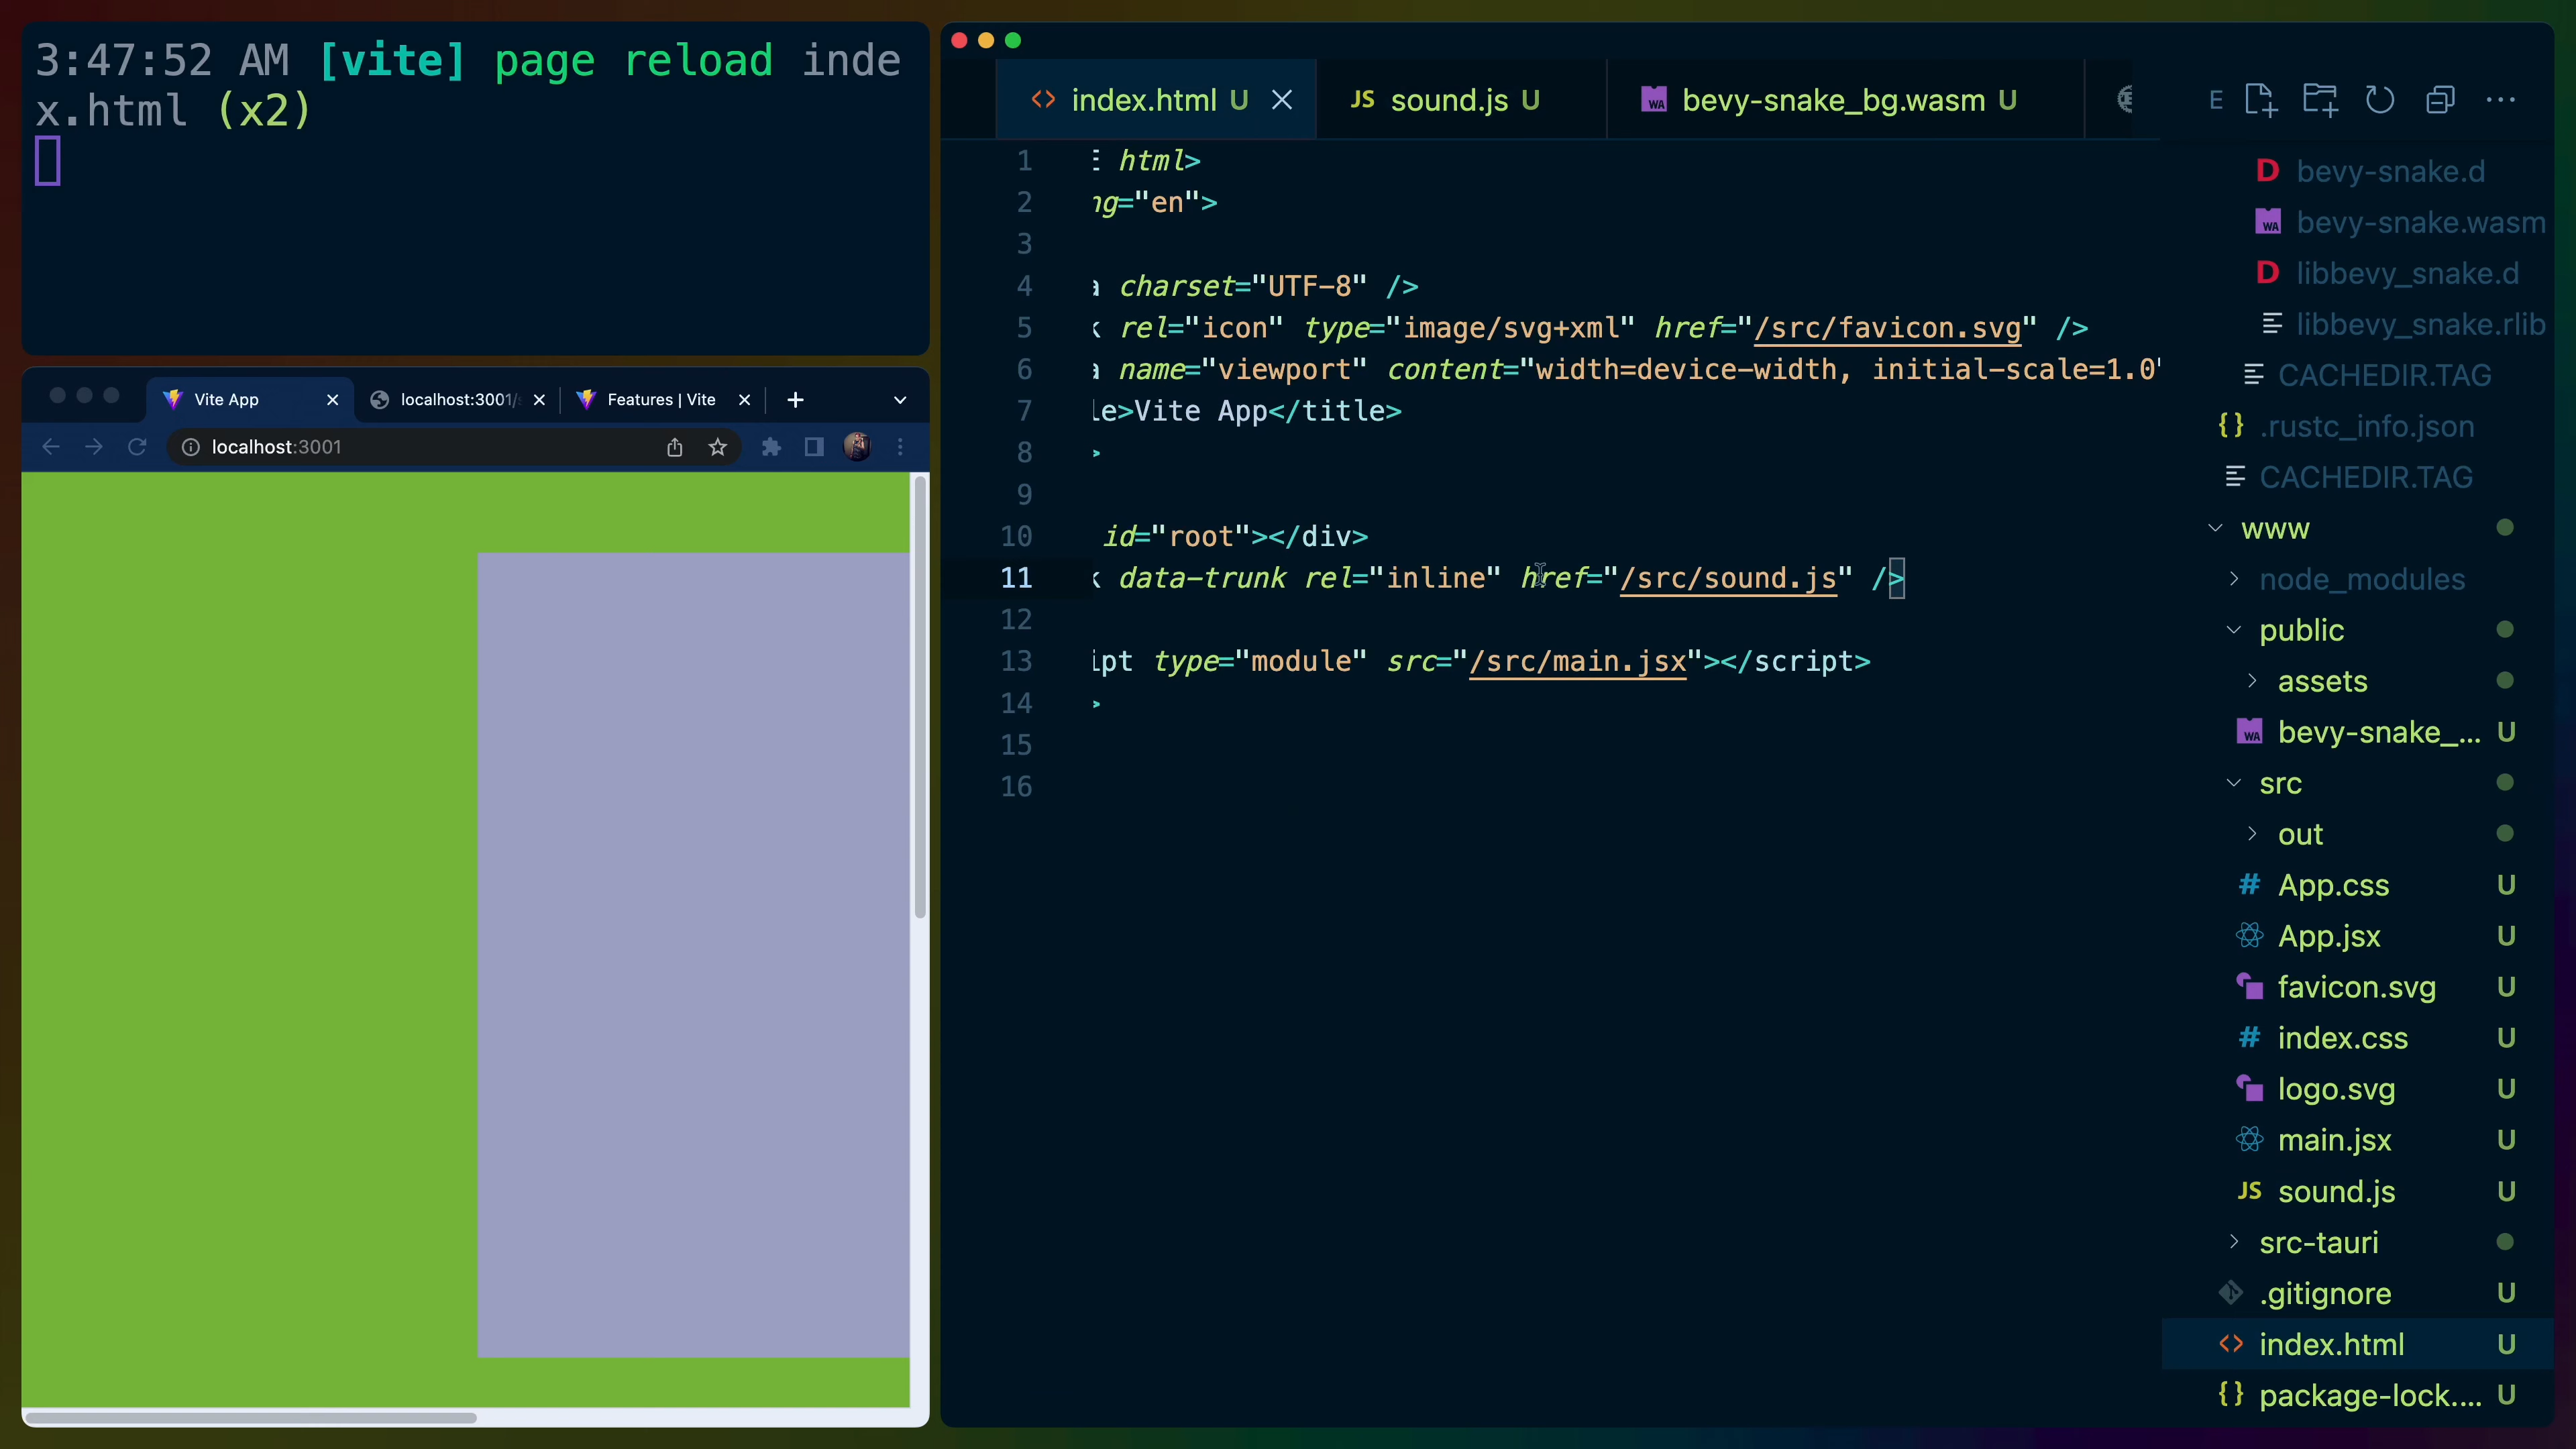 3:47:52 AM [vite] page reload inde
x.html (x2)
Vite App
localhost:3001/
Features | Vite
localhost:3001
index.html U
JS sound.js U
WA bevy-snake_bg.wasm U
E
1 E html>
2 ng="en">
3
4 a charset="UTF-8" />
5 k rel="icon" type="image/svg+xml" href="/src/favicon.svg" />
6 a name="viewport" content="width=device-width, initial-scale=1.0"
7 le>Vite App</title>
8 >
9
10 id="root"></div>
11 k data-trunk rel="inline" href="/src/sound.js" />
12
13 ipt type="module" src="/src/main.jsx"></script>
14 >
15
16
D bevy-snake.d
WA bevy-snake.wasm
D libbevy_snake.d
libbevy_snake.rlib
CACHEDIR.TAG
{} .rustc_info.json
CACHEDIR.TAG
www
node_modules
public
assets
WA bevy-snake_... U
src
out
# App.css U
App.jsx U
favicon.svg U
# index.css U
logo.svg U
main.jsx U
JS sound.js U
src-tauri
.gitignore U
<> index.html U
{} package-lock.... U